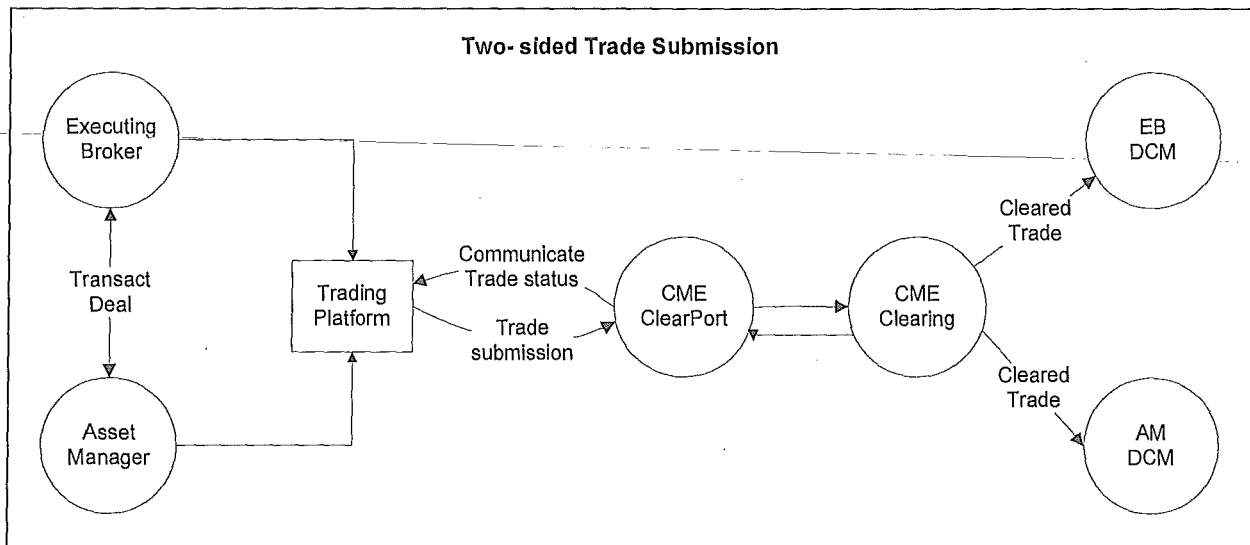 Two- sided Trade Submission
Executing
Broker
EB
DCM
Cleared
Trade
Transact
Deal
Communicate
Trade status
Trading
Platform
Trade
submission
CME
ClearPort
CME
Clearing
Cleared
Trade
Asset
Manager
AM
DCM